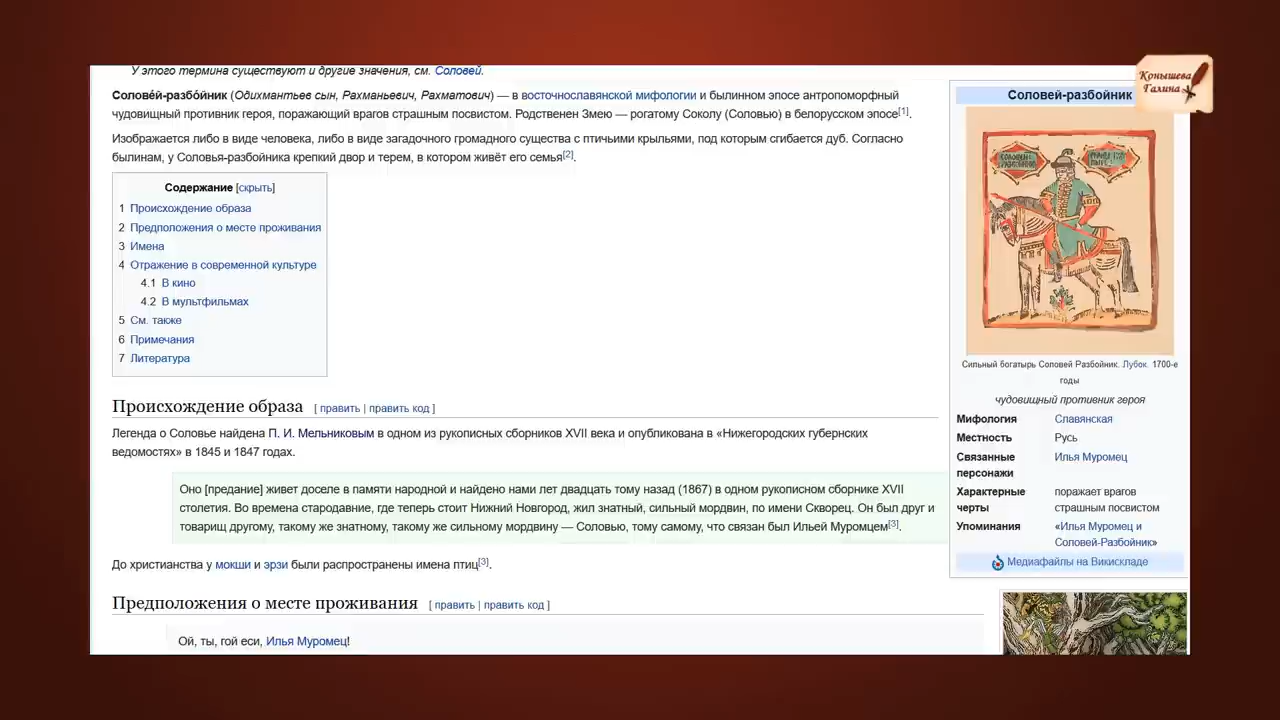 У этого термина существуют и другие значения, см. Соловей.
Солове́й-разбо́йник (Одихмантьев сын, Рахманьевич, Рахматович) — в восточнославянской мифологии и былинном эпосе антропоморфный
чудовищный противник героя, поражающий врагов страшным посвистом. Родственен Змею — рогатому Соколу (Соловью) в белорусском эпосе[1].
Изображается либо в виде человека, либо в виде загадочного громадного существа с птичьими крыльями, под которым сгибается дуб. Согласно
былинам, у Соловья-разбойника крепкий двор и терем, в котором живёт его семья[2].
Содержание [скрыть]
1 Происхождение образа
2 Предположения о месте проживания
3 Имена
4 Отражение в современной культуре
4.1 В кино
4.2 В мультфильмах
5 См. также
6 Примечания
7 Литература
Происхождение образа [ править | править код ]
Легенда о Соловье найдена П. И. Мельниковым в одном из рукописных сборников XVII века и опубликована в «Нижегородских губернских
ведомостях» в 1845 и 1847 годах.
Оно [предание] живет доселе в памяти народной и найдено нами лет двадцать тому назад (1867) в одном рукописном сборнике XVII
столетия. Во времена стародавние, где теперь стоит Нижний Новгород, жил знатный, сильный мордвин, по имени Скворец. Он был друг и
товарищ другому, такому же знатному, такому же сильному мордвину — Соловью, тому самому, что связан был Ильей Муромцем[3].
До христианства у мокши и эрзи были распространены имена птиц[3].
Предположения о месте проживания [ править | править код ]
Ой, ты, гой еси, Илья Муромец!
Соловей-разбойник
Сильный богатырь Соловей Разбойник. Лубок. 1700-е
годы
чудовищный противник героя
Мифология Славянская
Местность Русь
Связанные Илья Муромец
персонажи
Характерные поражает врагов
черты страшным посвистом
Упоминания «Илья Муромец и
Соловей-Разбойник»
Медиафайлы на Викискладе
Конышева
Галина